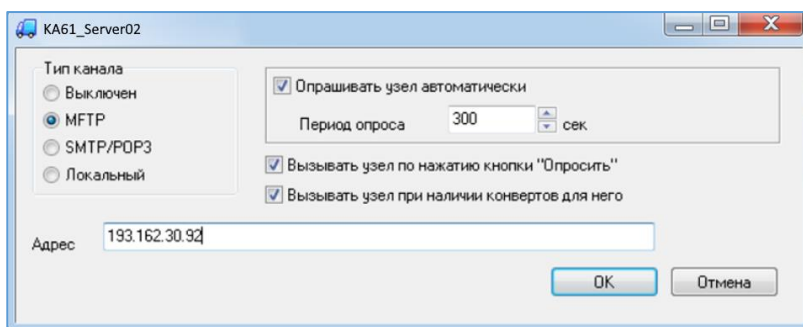 KA61_Server02
Тип канала
Выключен
MFTP
SMTP/POP3
Локальный
Опрашивать узел автоматически
Период опроса 300 сек
Вызывать узел по нажатию кнопки "Опросить"
Вызывать узел при наличии конвертов для него
Адрес 193.162.30.92
OK Отмена